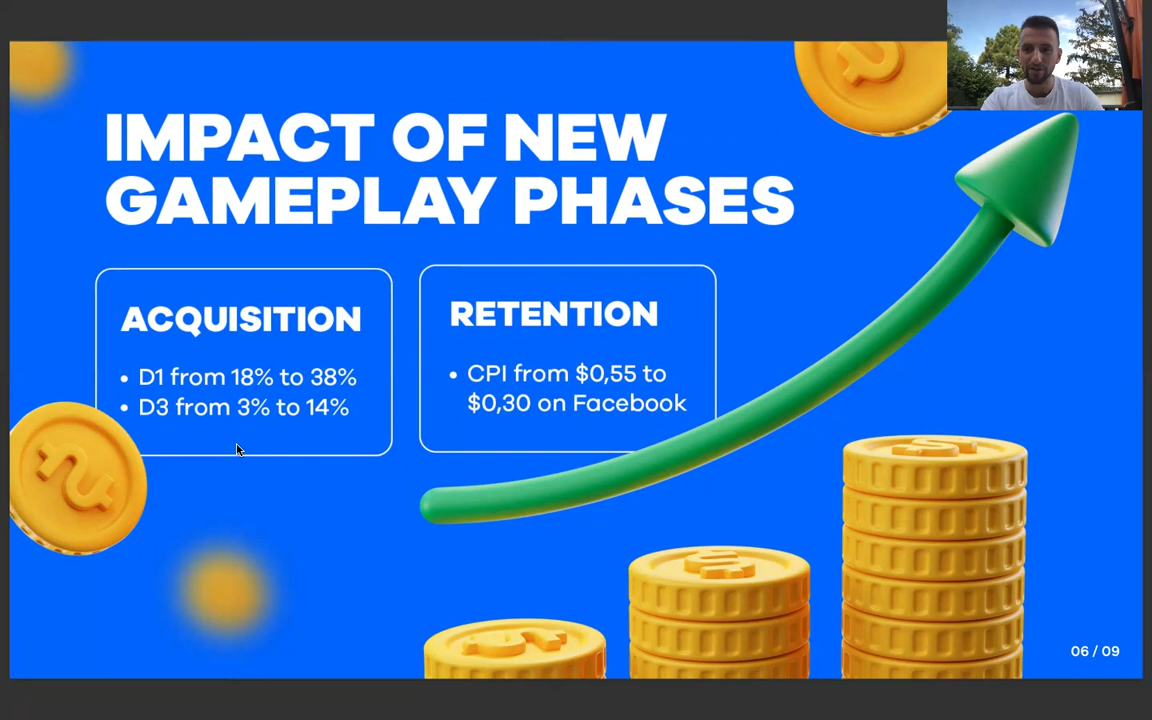 IMPACT OF NEW
GAMEPLAY PHASES
ACQUISITION
• D1 from 18% to 38%
• D3 from 3% to 14%
RETENTION
• CPI from $0,55 to
$0,30 on Facebook
06 / 09